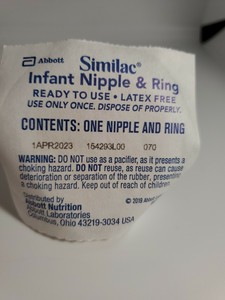 Abbott Similac®
Infant Nipple & Ring
READY TO USE • LATEX FREE
USE ONLY ONCE. DISPOSE OF PROPERLY.
CONTENTS: ONE NIPPLE AND RING
1APR2023 164293L00 070
WARNING: DO NOT use as a pacifier, as it presents a
choking hazard. DO NOT reuse, as reuse can cause
deterioration or separation of the rubber, presenting
a choking hazard. Keep out of reach of children.
Distributed by © 2018 Abbott
Abbott Nutrition
Abbott Laboratories
Columbus, Ohio 43219-3034 USA